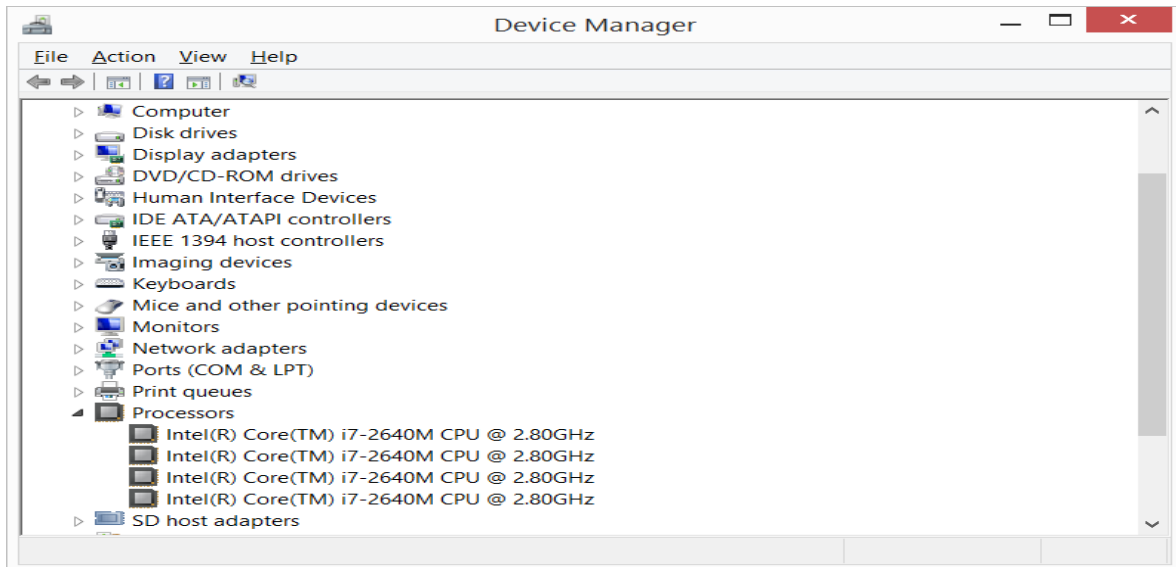 Device Manager
File Action View Help
Computer
Disk drives
Display adapters
DVD/CD-ROM drives
Human Interface Devices
IDE ATA/ATAPI controllers
IEEE 1394 host controllers
Imaging devices
Keyboards
Mice and other pointing devices
Monitors
Network adapters
Ports (COM & LPT)
Print queues
Processors
Intel(R) Core(TM) i7-2640M CPU @ 2.80GHz
Intel(R) Core(TM) i7-2640M CPU @ 2.80GHz
Intel(R) Core(TM) i7-2640M CPU @ 2.80GHz
Intel(R) Core(TM) i7-2640M CPU @ 2.80GHz
SD host adapters